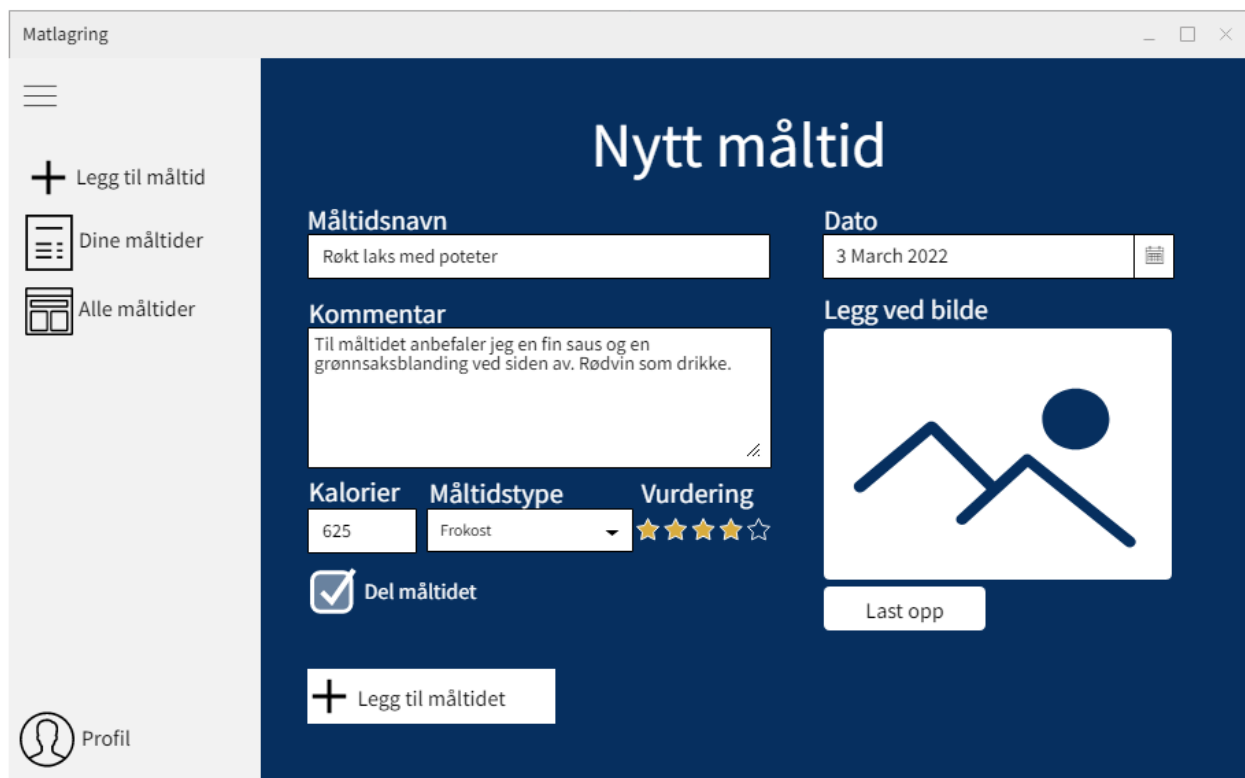 Matlagring
Legg til måltid
Dine måltider
Alle måltider
Profil
Nytt måltid
Måltidsnavn
Røkt laks med poteter
Dato
3 March 2022
Kommentar
Til måltidet anbefaler jeg en fin saus og en
grønnsaksblanding ved siden av. Rødvin som drikke.
Legg ved bilde
Kalorier
625
Måltidstype
Frokost
Vurdering
Del måltidet
Last opp
Legg til måltidet